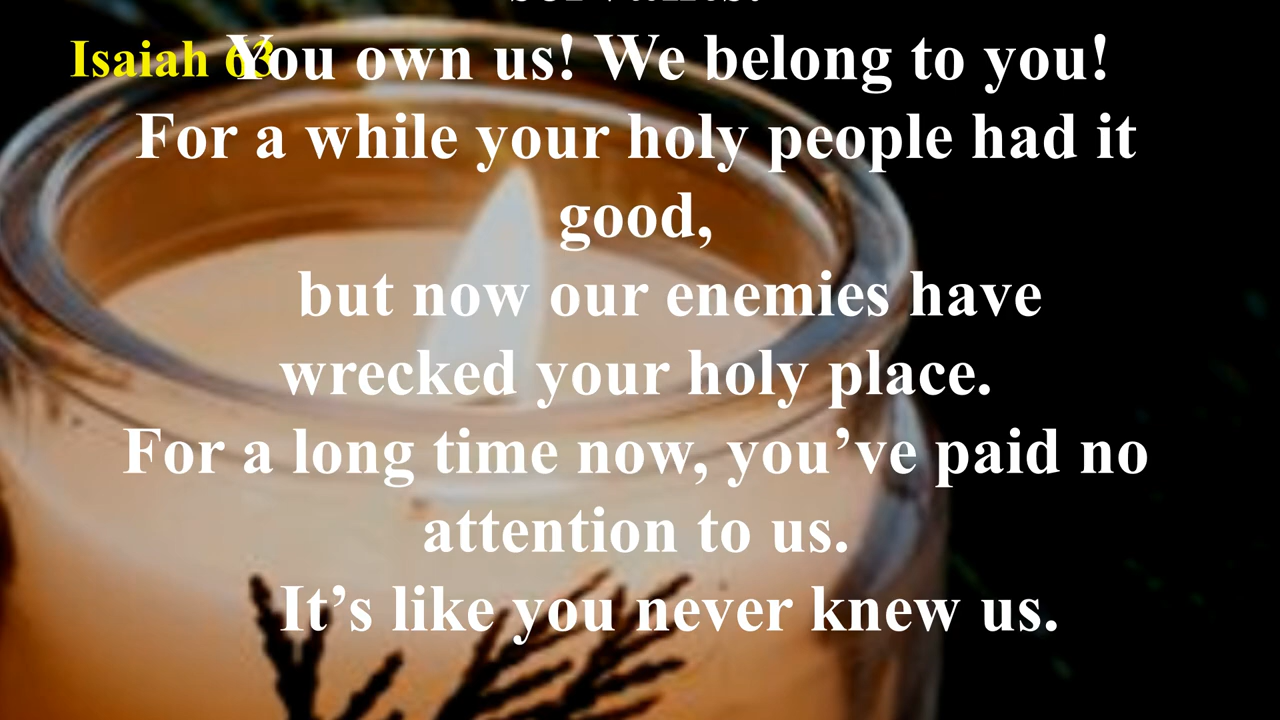 Isaiah 63
You own us! We belong to you!
For a while your holy people had it
good,
but now our enemies have
wrecked your holy place.
For a long time now, you’ve paid no
attention to us.
It’s like you never knew us.